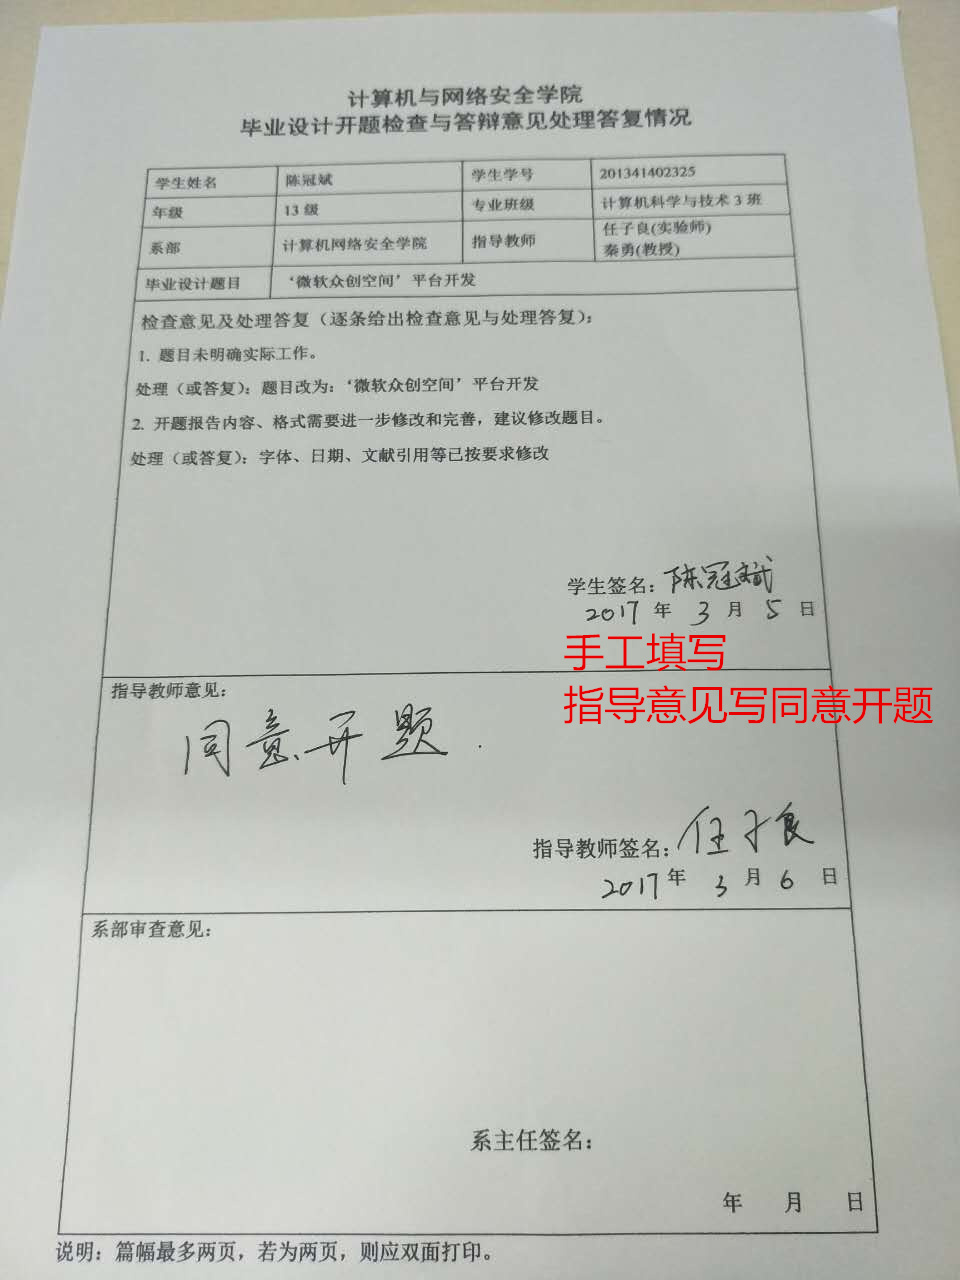 计算机与网络安全学院
毕业设计开题检查与答辩意见处理答复情况
学生姓名 陈冠斌 学生学号 201341402325
年级 13 级 专业班级 计算机科学与技术 3 班
系部 计算机网络安全学院 指导教师 任子良(实验师)
秦勇(教授)
毕业设计题目 ‘微软众创空间’平台开发
检查意见及处理答复（逐条给出检查意见与处理答复）：
1. 题目未明确实际工作。
处理（或答复）：题目改为：‘微软众创空间’平台开发
2. 开题报告内容、格式需要进一步修改和完善，建议修改题目。
处理（或答复）：字体、日期、文献引用等已按要求修改
学生签名：陈冠斌
2017 年 3 月 5 日
手工填写
指导意见写同意开题
指导教师意见：
同意开题.
指导教师签名：任子良
2017 年 3 月 6 日
系部审查意见：
系主任签名：
年 月 日
说明：篇幅最多两页，若为两页，则应双面打印。